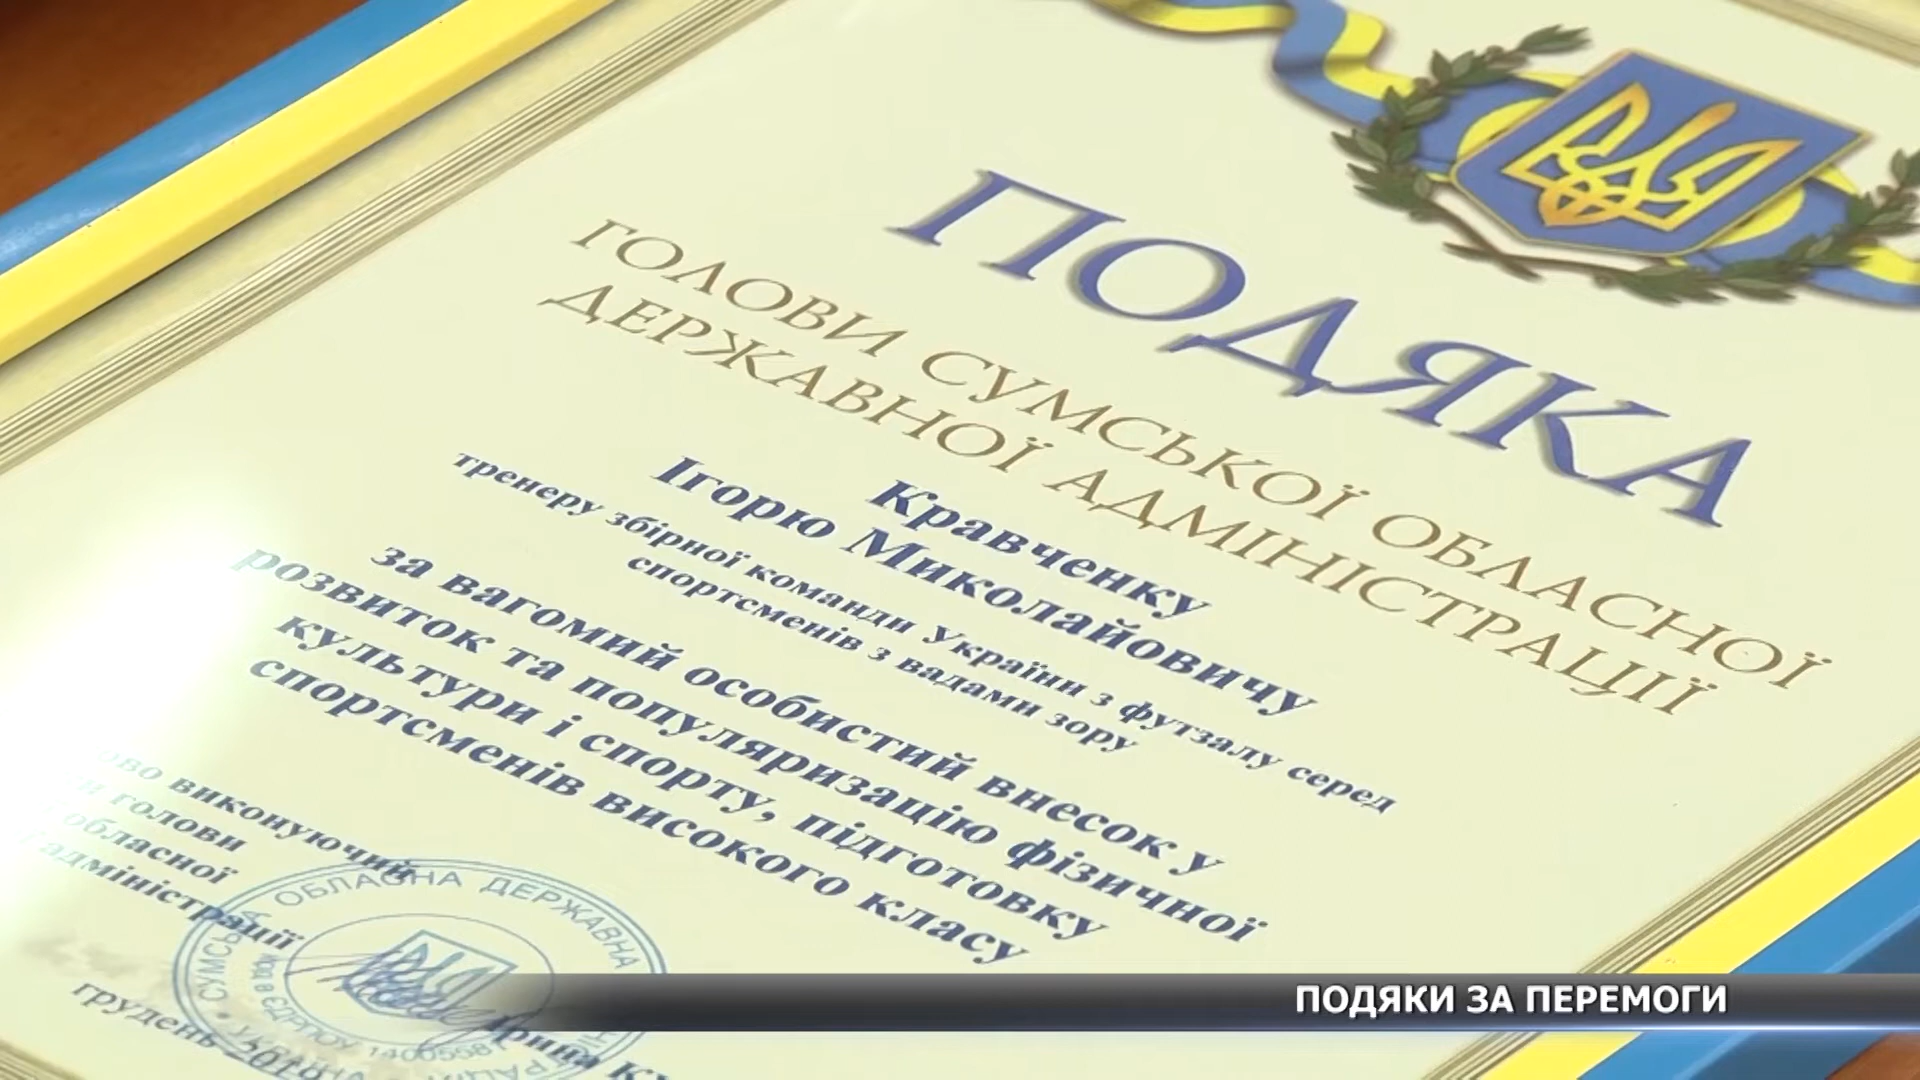 ПОДЯКА
ГОЛОВИ СУМСЬКОЇ ОБЛАСНОЇ
ДЕРЖАВНОЇ АДМІНІСТРАЦІЇ
Кравченку
Ігорю Миколайовичу
тренеру збірної команди України з футзалу серед
спортсменів з вадами зору
за вагомий особистий внесок у
розвиток та популяризацію фізичної
культури і спорту, підготовку
спортсменів високого класу
виконуючий
голови
обласної
адміністрації
ОБЛАСНА ДЕРЖАВНА
грудень
ПОДЯКИ ЗА ПЕРЕМОГИ